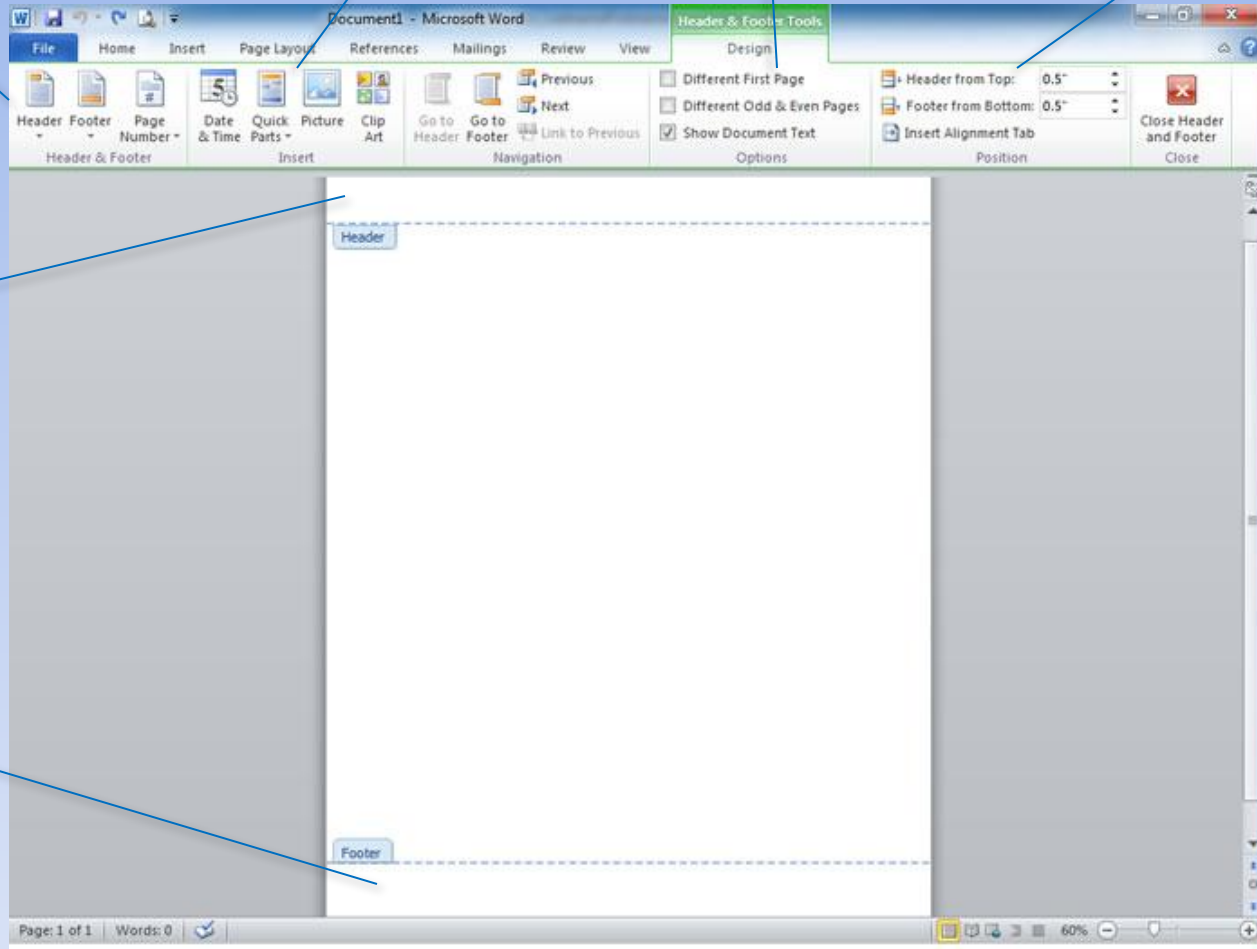 Document1 - Microsoft Word
Header & Footer Tools
File Home Insert Page Layout References Mailings Review View Design
Header Footer Page Number
Date & Time Quick Parts Picture Clip Art
Go to Header Go to Footer
Previous
Next
Link to Previous
Different First Page
Different Odd & Even Pages
Show Document Text
Header from Top: 0.5"
Footer from Bottom: 0.5"
Insert Alignment Tab
Close Header and Footer
Header & Footer Insert Navigation Options Position Close
Header
Footer
Page: 1 of 1 Words: 0 60%